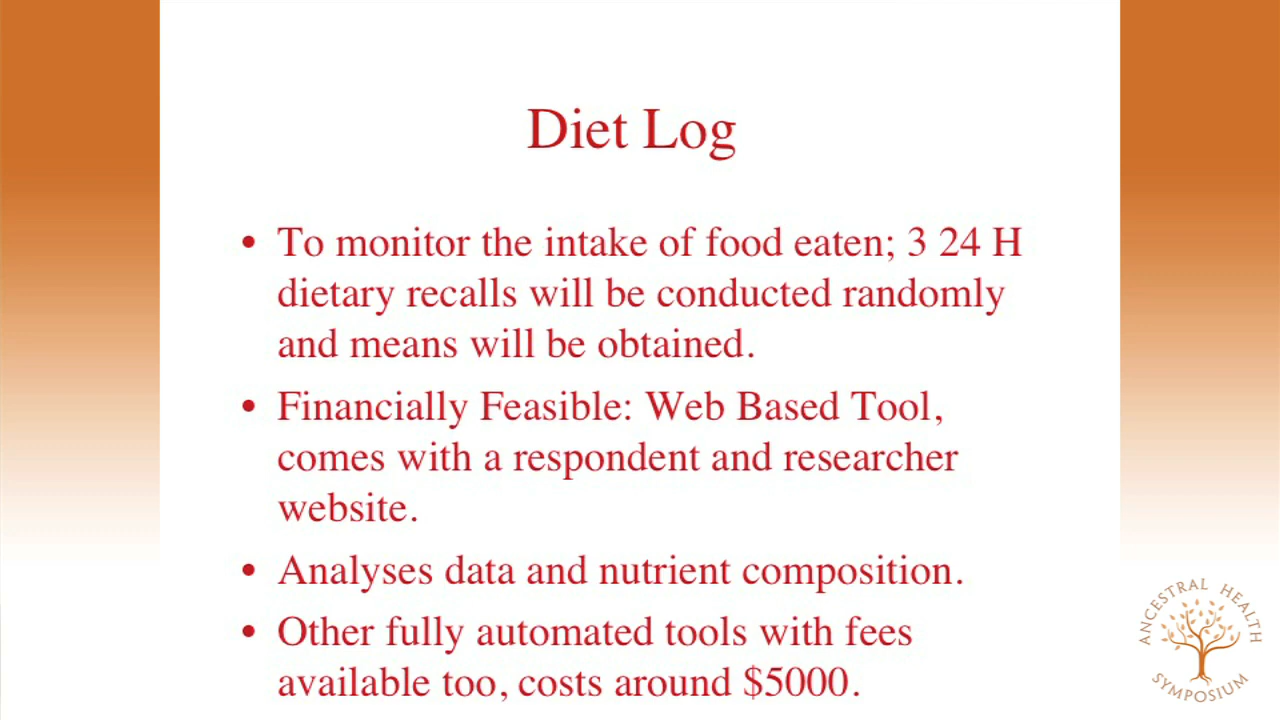 Diet Log
• To monitor the intake of food eaten; 3 24 H
dietary recalls will be conducted randomly
and means will be obtained.
• Financially Feasible: Web Based Tool,
comes with a respondent and researcher
website.
• Analyses data and nutrient composition.
• Other fully automated tools with fees
available too, costs around $5000.
ANCESTRAL HEALTH
SYMPOSIUM